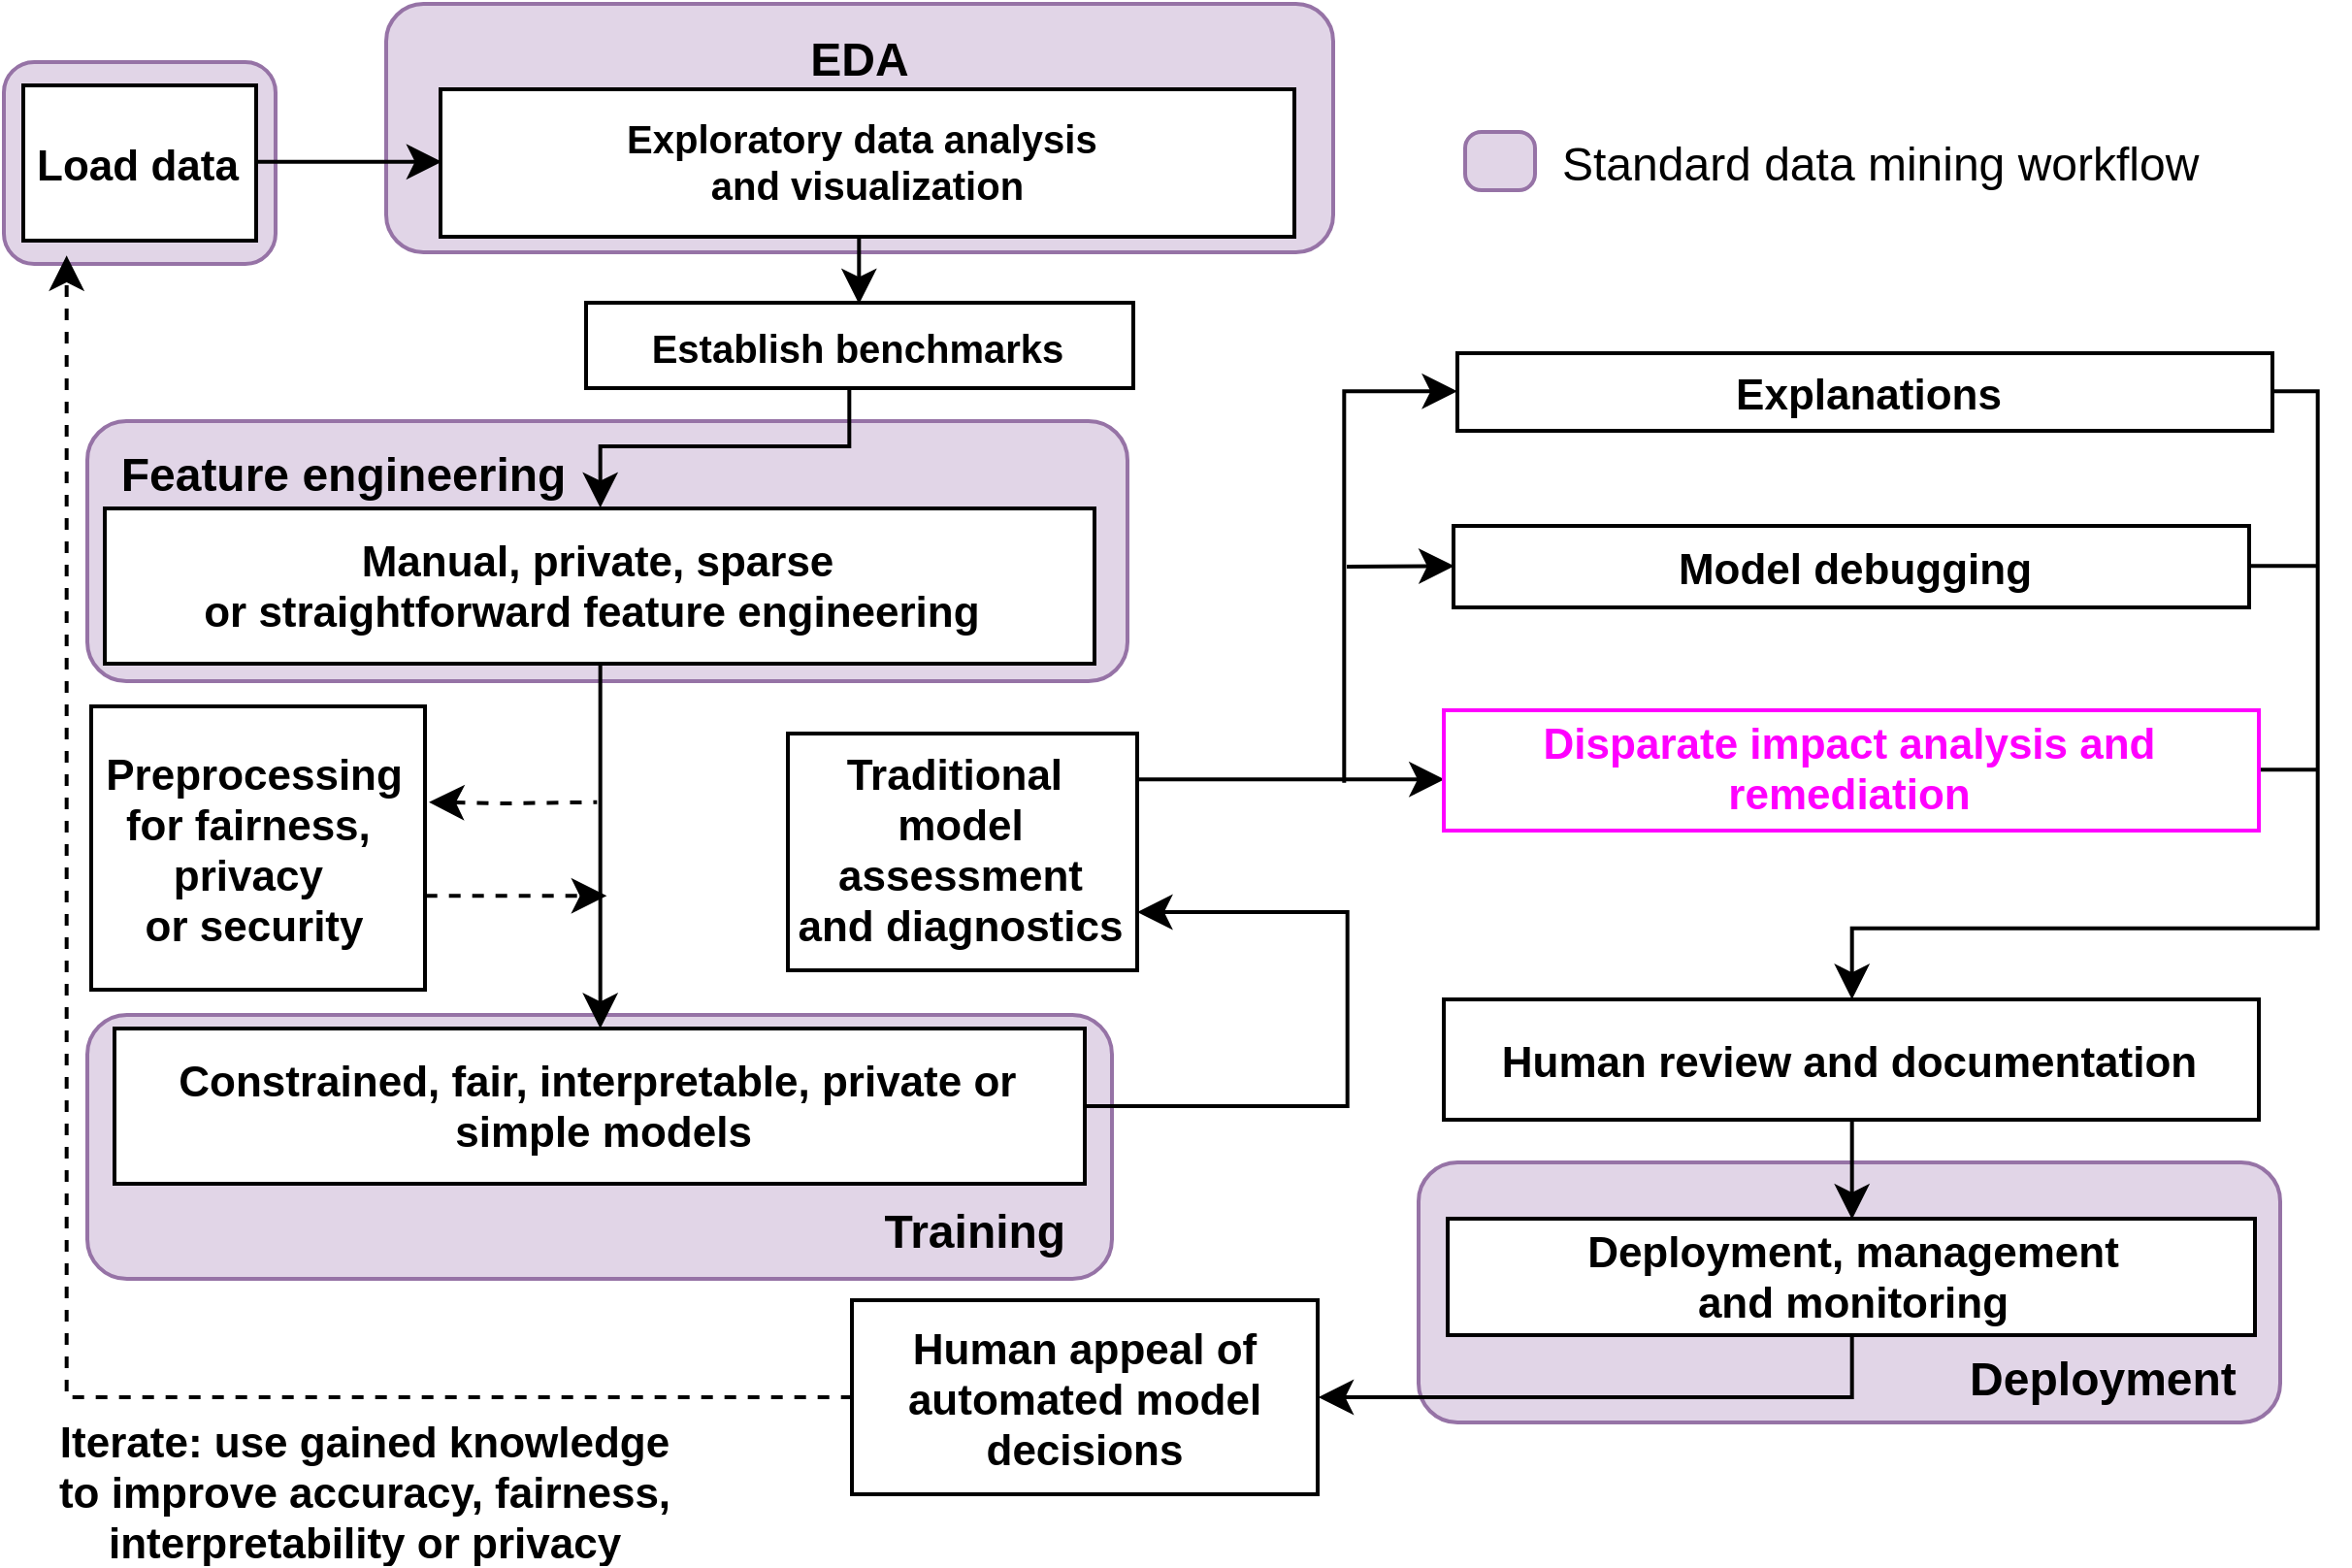 EDA
Load data
Exploratory data analysis
and visualization
Standard data mining workflow
Establish benchmarks
Explanations
Feature engineering
Manual, private, sparse
or straightforward feature engineering
Model debugging
Disparate impact analysis and
remediation
Preprocessing
for fairness,
privacy
or security
Traditional
model
assessment
and diagnostics
Constrained, fair, interpretable, private or
simple models
Training
Human review and documentation
Deployment, management
and monitoring
Deployment
Human appeal of
automated model
decisions
Iterate: use gained knowledge
to improve accuracy, fairness,
interpretability or privacy